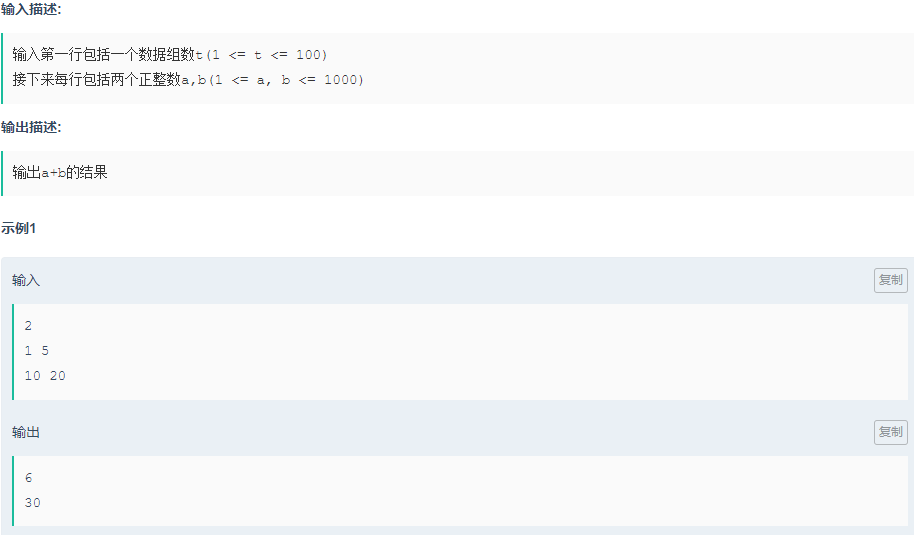 输入描述:
输入第一行包括一个数据组数t(1 <= t <= 100)
接下来每行包括两个正整数a,b(1 <= a, b <= 1000)
输出描述:
输出a+b的结果
示例1
输入
复制
2
1 5
10 20
输出
复制
6
30